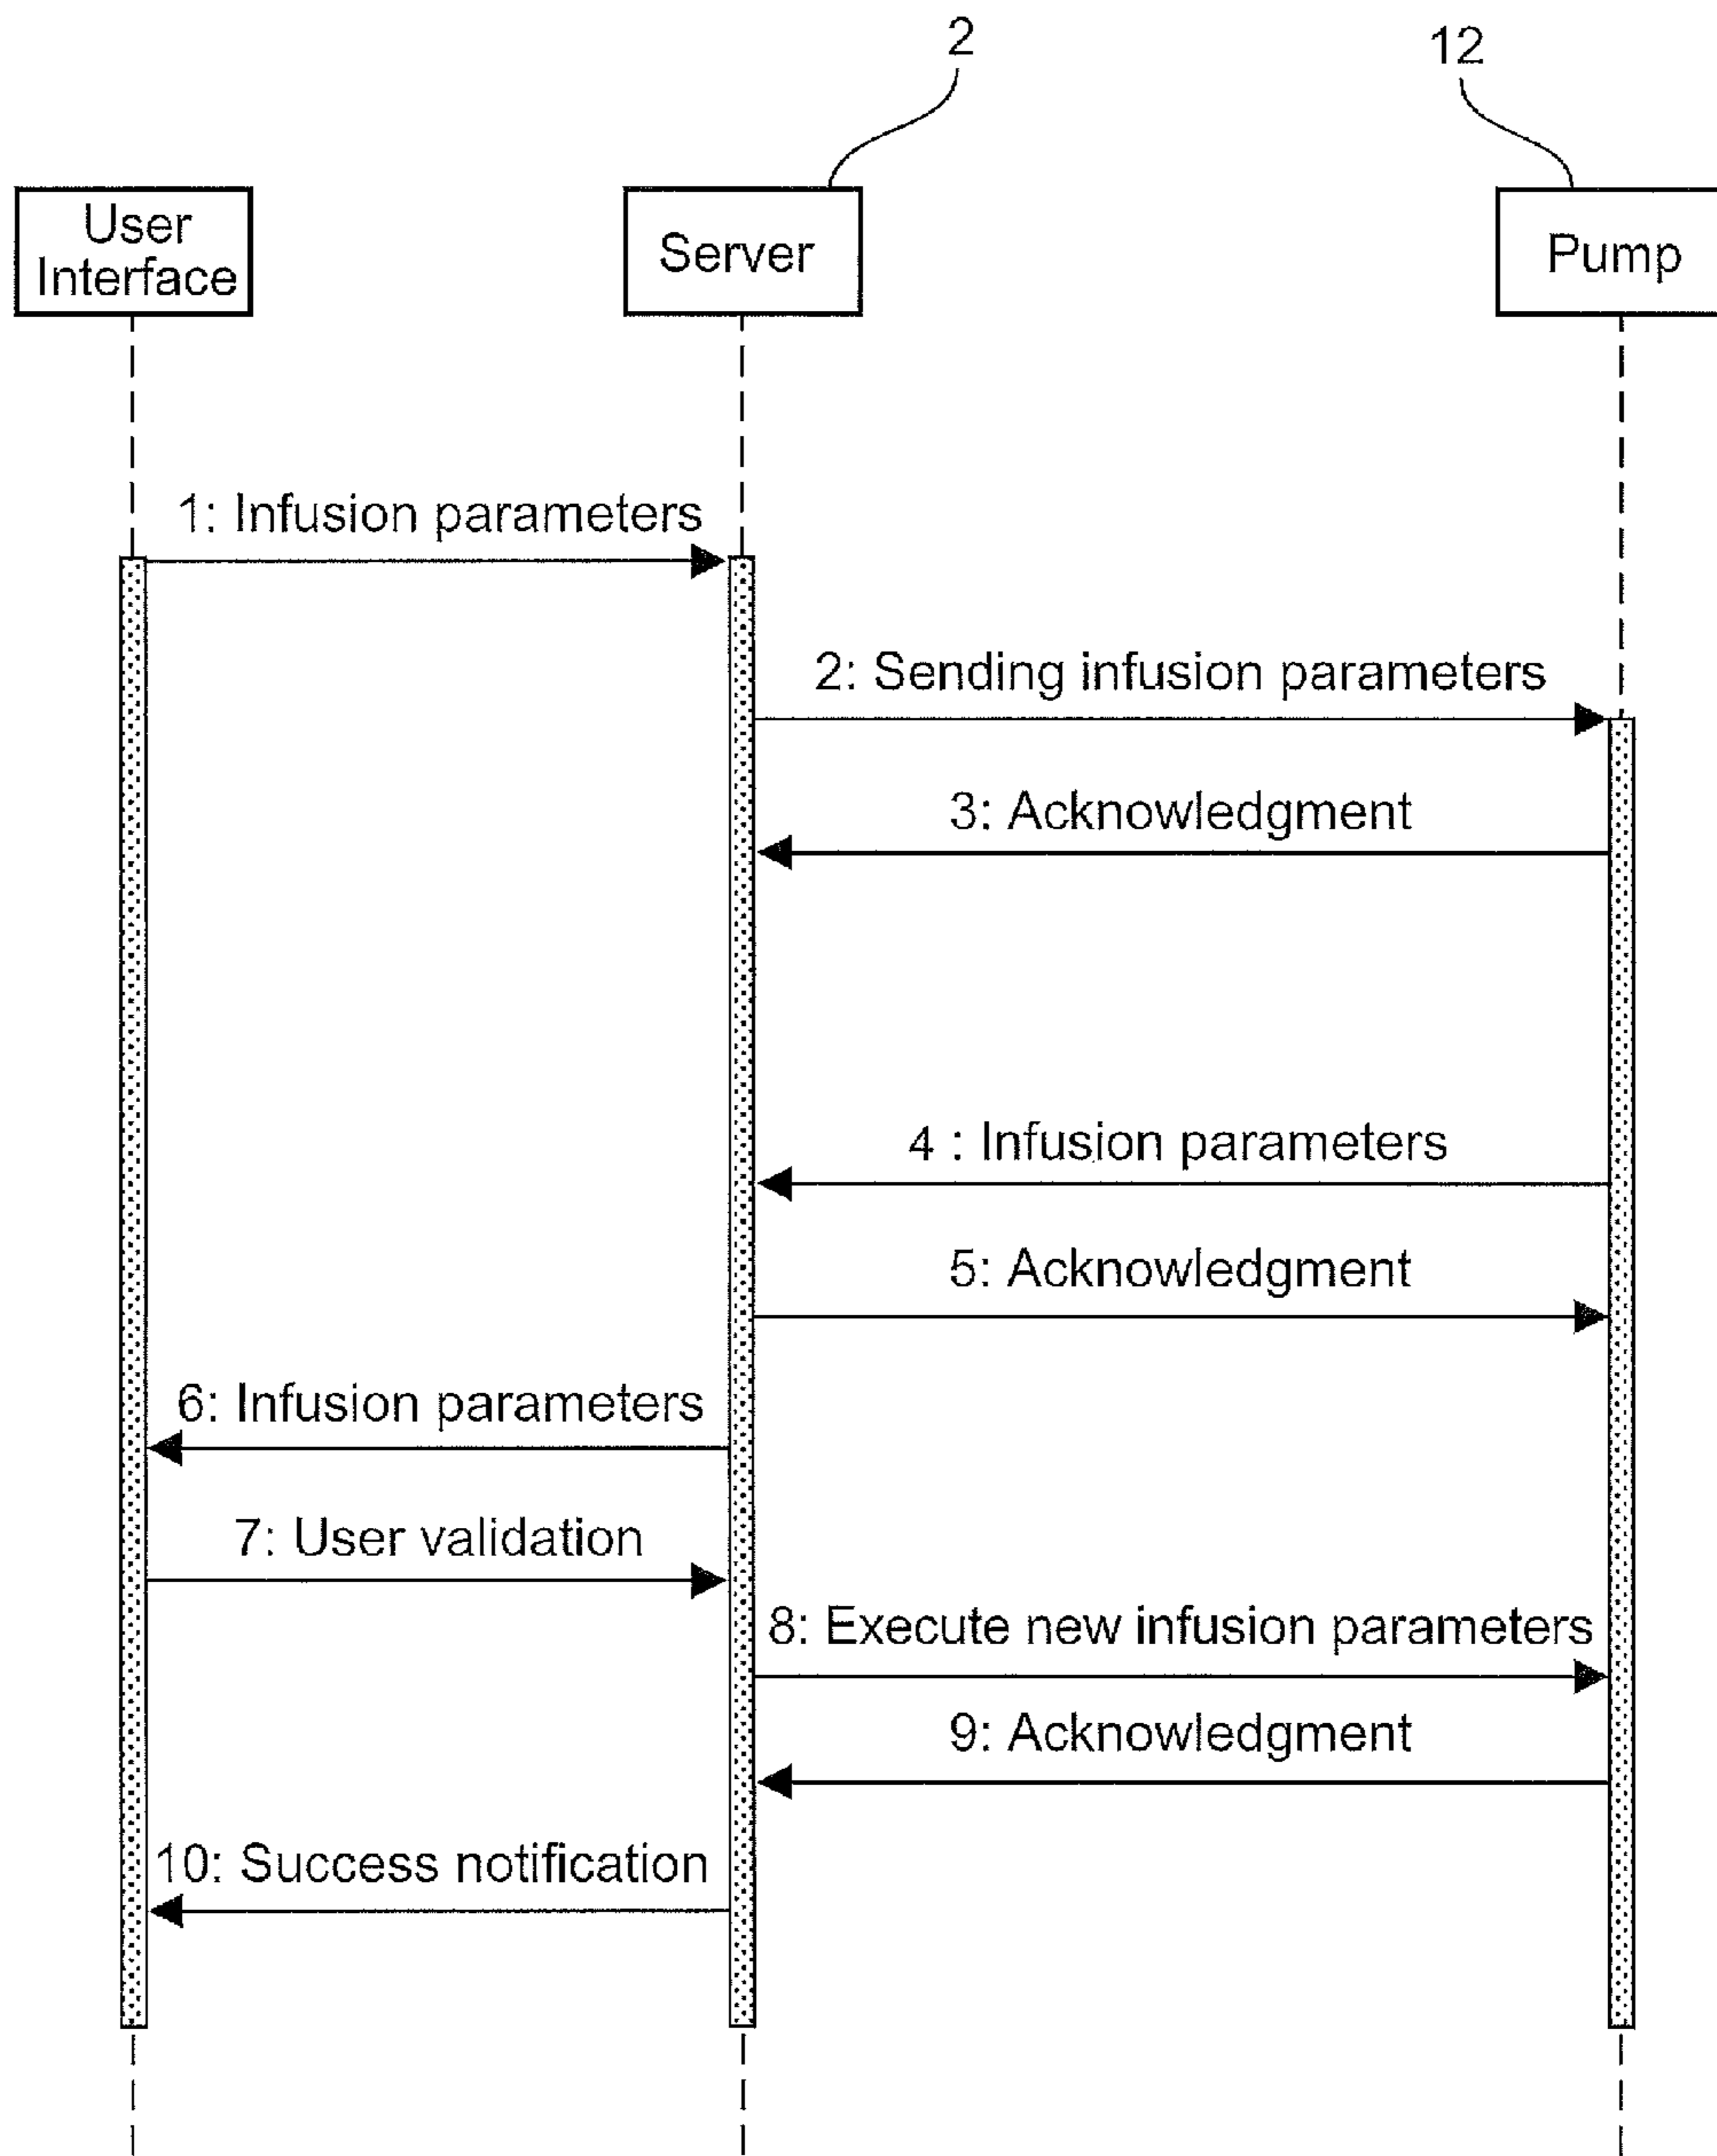 2
12
User
Interface
Server
Pump
1: Infusion parameters
2: Sending infusion parameters
3: Acknowledgment
4 : Infusion parameters
5: Acknowledgment
6: Infusion parameters
7: User validation
8: Execute new infusion parameters
9: Acknowledgment
10: Success notification